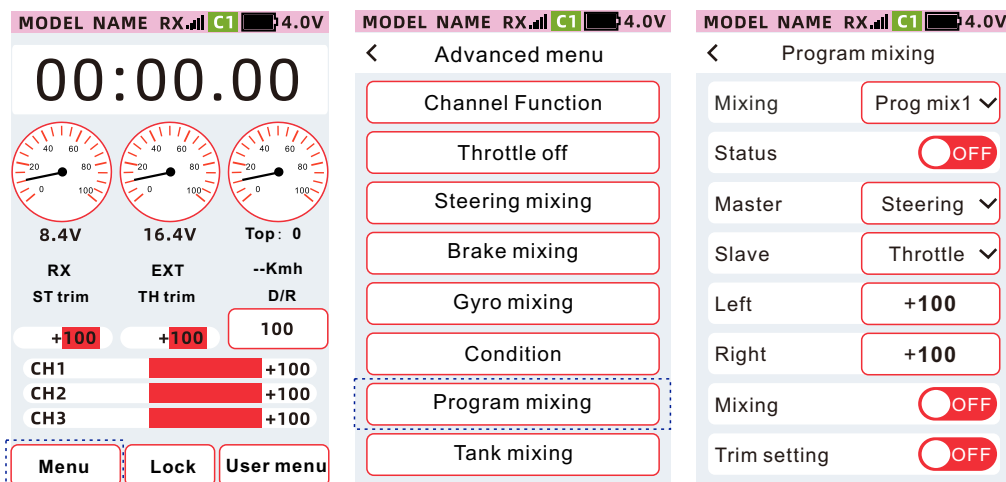 MODEL NAME RX C1 4.0V
00:00.00
0 20 40 60 80 100
0 20 40 60 80 100
0 20 40 60 80 100
8.4V 16.4V Top: 0
RX EXT --Kmh
ST trim TH trim D/R
+100 +100 100
CH1 +100
CH2 +100
CH3 +100
Menu Lock User menu
MODEL NAME RX C1 4.0V
< Advanced menu
Channel Function
Throttle off
Steering mixing
Brake mixing
Gyro mixing
Condition
Program mixing
Tank mixing
MODEL NAME RX C1 4.0V
< Program mixing
Mixing Prog mix1
Status OFF
Master Steering
Slave Throttle
Left +100
Right +100
Mixing OFF
Trim setting OFF